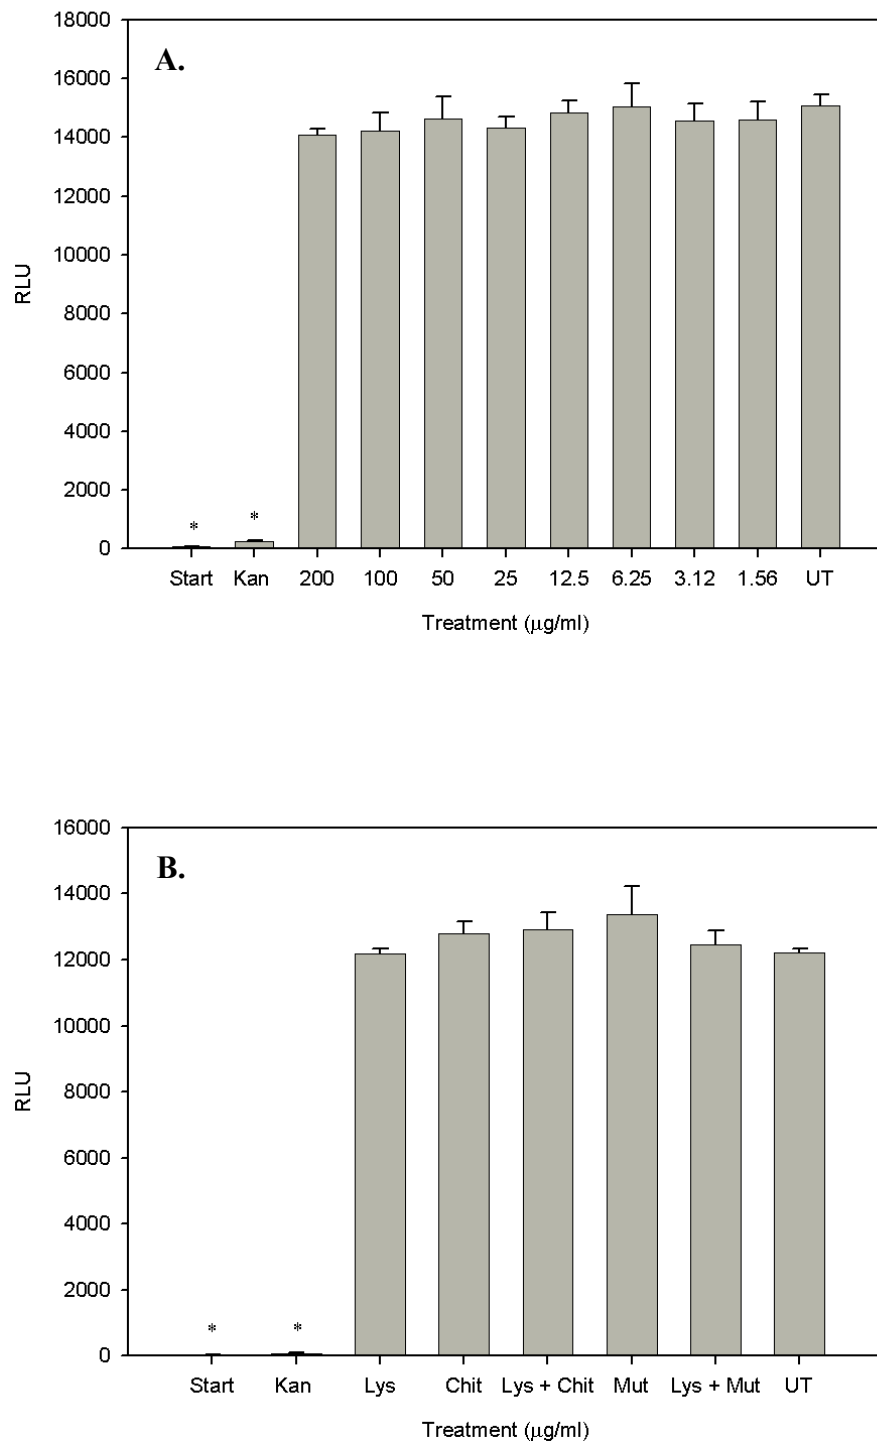 A.
18000
16000
14000
12000
10000
8000
6000
4000
2000
0
RLU
* *
Start Kan 200 100 50 25 12.5 6.25 3.12 1.56 UT
Treatment (μg/ml)
B.
16000
14000
12000
10000
8000
6000
4000
2000
0
RLU
* *
Start Kan Lys Chit Lys + Chit Mut Lys + Mut UT
Treatment (μg/ml)